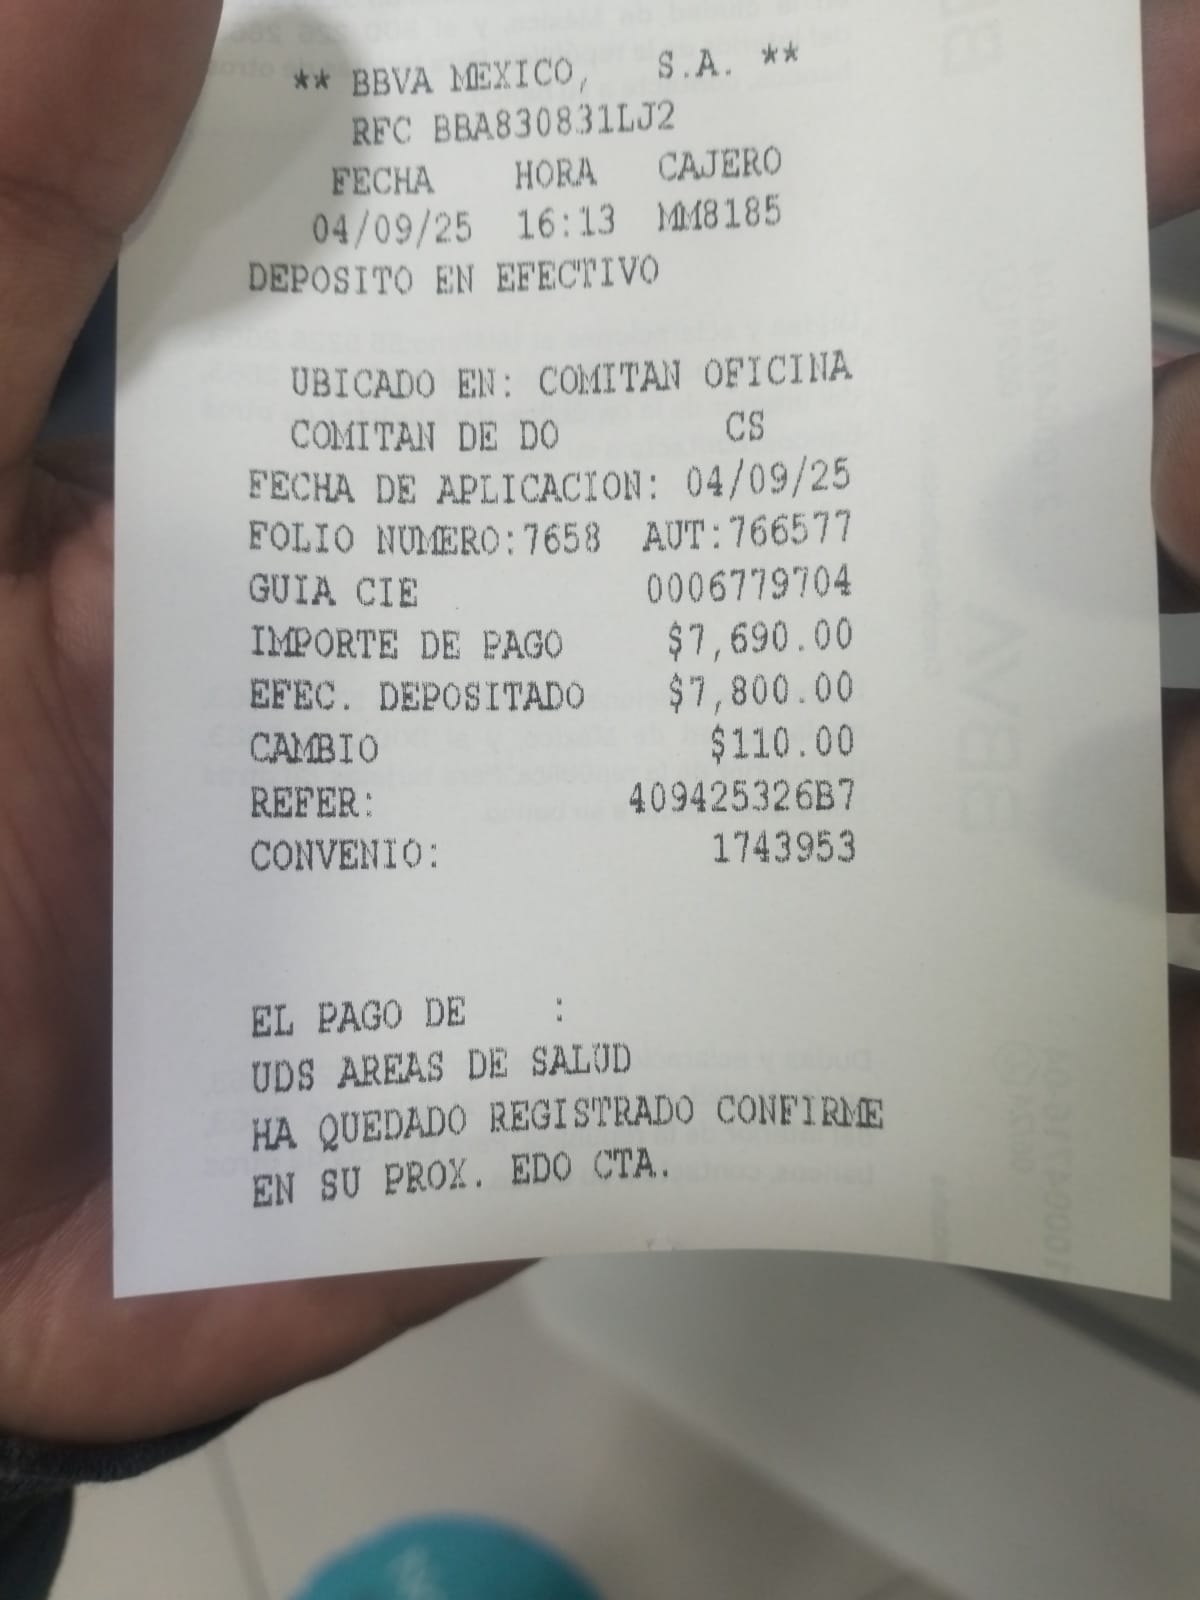 ** BBVA MEXICO, S.A. **
RFC BBA830831LJ2
FECHA HORA CAJERO
04/09/25 16:13 MM8185
DEPOSITO EN EFECTIVO
UBICADO EN: COMITAN OFICINA
COMITAN DE DO CS
FECHA DE APLICACION: 04/09/25
FOLIO NUMERO:7658 AUT:766577
GUIA CIE 0006779704
IMPORTE DE PAGO $7,690.00
EFEC. DEPOSITADO $7,800.00
CAMBIO $110.00
REFER: 409425326B7
CONVENIO: 1743953
EL PAGO DE :
UDS AREAS DE SALUD
HA QUEDADO REGISTRADO CONFIRME
EN SU PROX. EDO CTA.